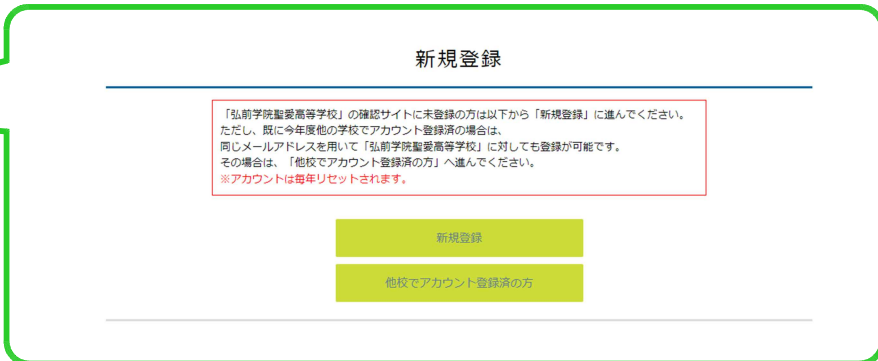 新規登録
「弘前学院聖愛高等学校」の確認サイトに未登録の方は以下から「新規登録」に進んでください。
ただし、既に今年度他の学校でアカウント登録済の場合は、
同じメールアドレスを用いて「弘前学院聖愛高等学校」に対しても登録が可能です。
その場合は、「他校でアカウント登録済の方」へ進んでください。
※アカウントは毎年リセットされます。
新規登録
他校でアカウント登録済の方